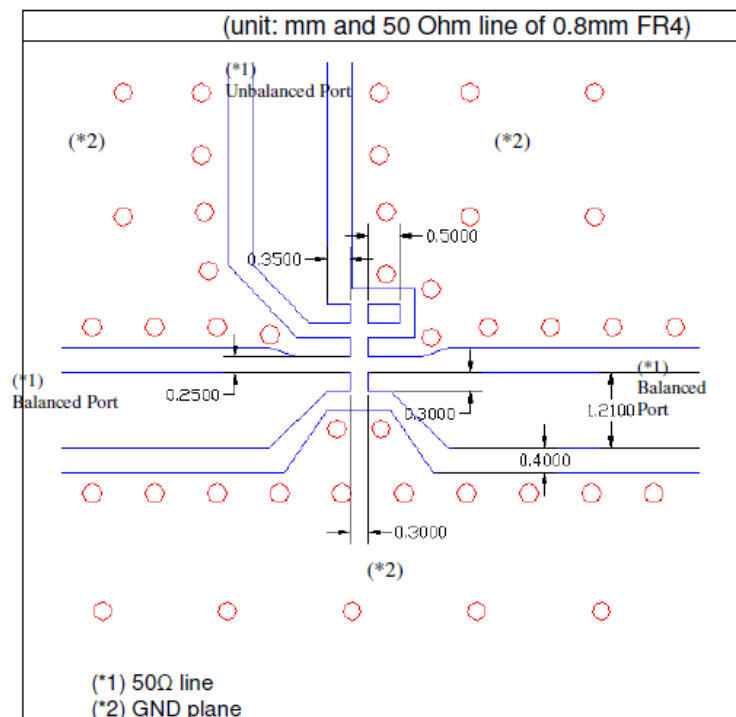 (unit: mm and 50 Ohm line of 0.8mm FR4)
(*1)
Unbalanced Port
(*2)
(*2)
0.5000
0.3500
(*1)
Balanced Port
0.2500
(*1)
Balanced
Port
0.3000
1.2100
0.4000
0.3000
(*2)
(*1) 50Ω line
(*2) GND plane